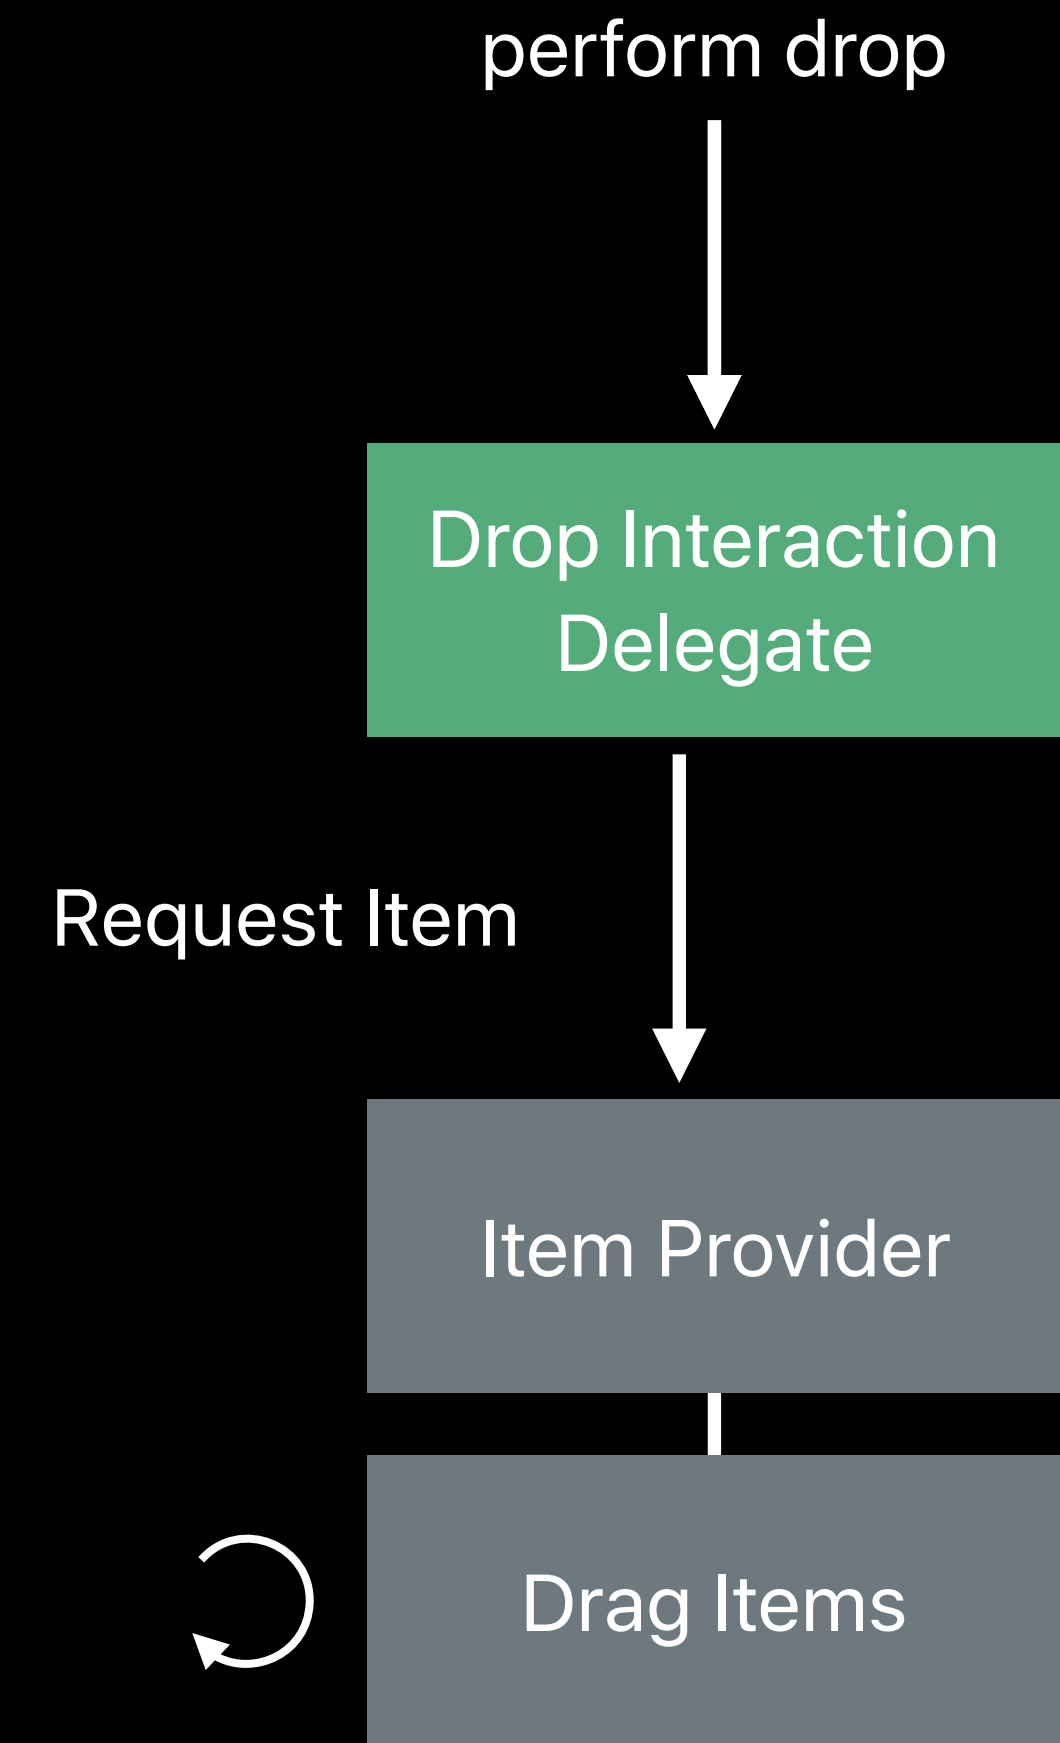 perform drop
Drop Interaction
Delegate
Request Item
Item Provider
Drag Items